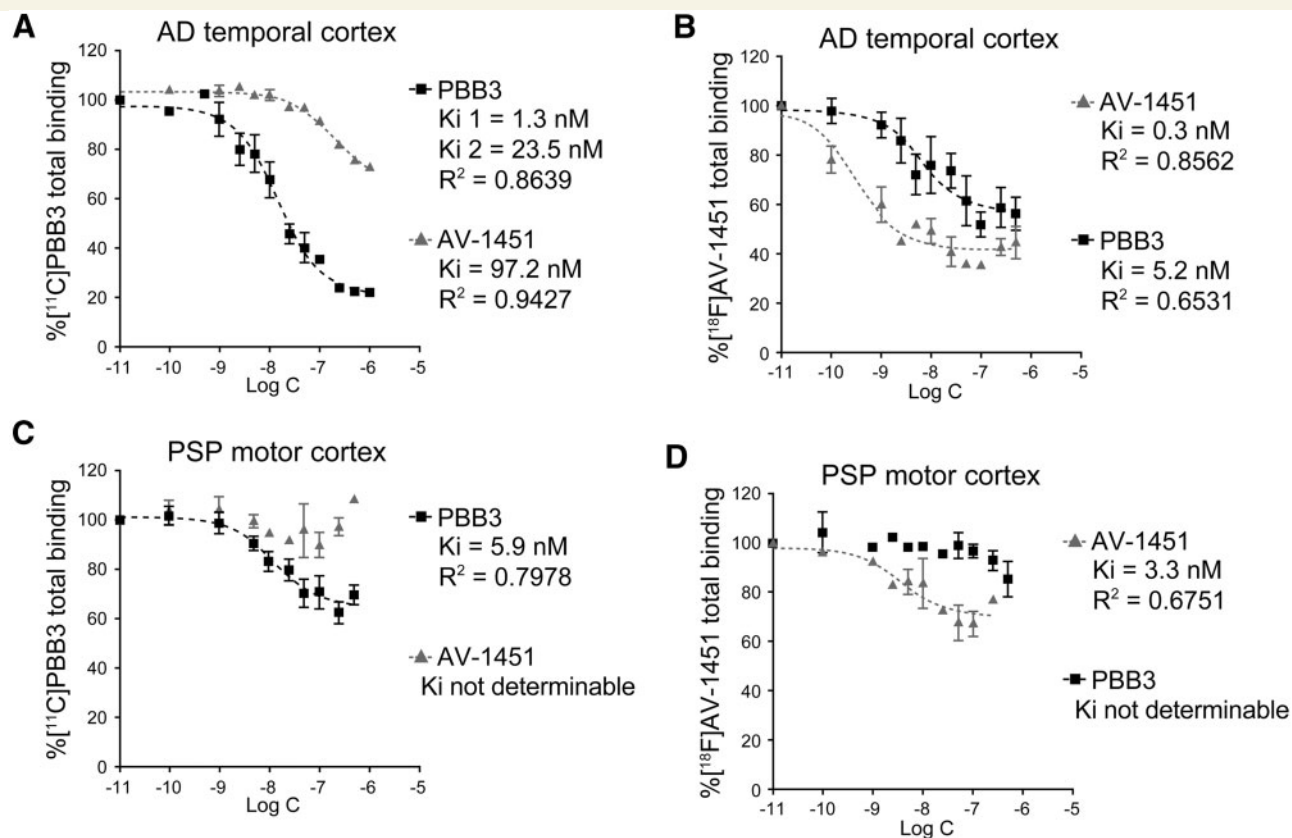 A
AD temporal cortex
%[¹¹C]PBB3 total binding
120
100
80
60
40
20
0
-11 -10 -9 -8 -7 -6 -5
Log C
PBB3
Ki 1 = 1.3 nM
Ki 2 = 23.5 nM
R² = 0.8639
AV-1451
Ki = 97.2 nM
R² = 0.9427
B
AD temporal cortex
%[¹⁸F]AV-1451 total binding
120
100
80
60
40
20
0
-11 -10 -9 -8 -7 -6 -5
Log C
AV-1451
Ki = 0.3 nM
R² = 0.8562
PBB3
Ki = 5.2 nM
R² = 0.6531
C
PSP motor cortex
%[¹¹C]PBB3 total binding
120
100
80
60
40
20
0
-11 -10 -9 -8 -7 -6 -5
Log C
PBB3
Ki = 5.9 nM
R² = 0.7978
AV-1451
Ki not determinable
D
PSP motor cortex
%[¹⁸F]AV-1451 total binding
120
100
80
60
40
20
0
-11 -10 -9 -8 -7 -6 -5
Log C
AV-1451
Ki = 3.3 nM
R² = 0.6751
PBB3
Ki not determinable